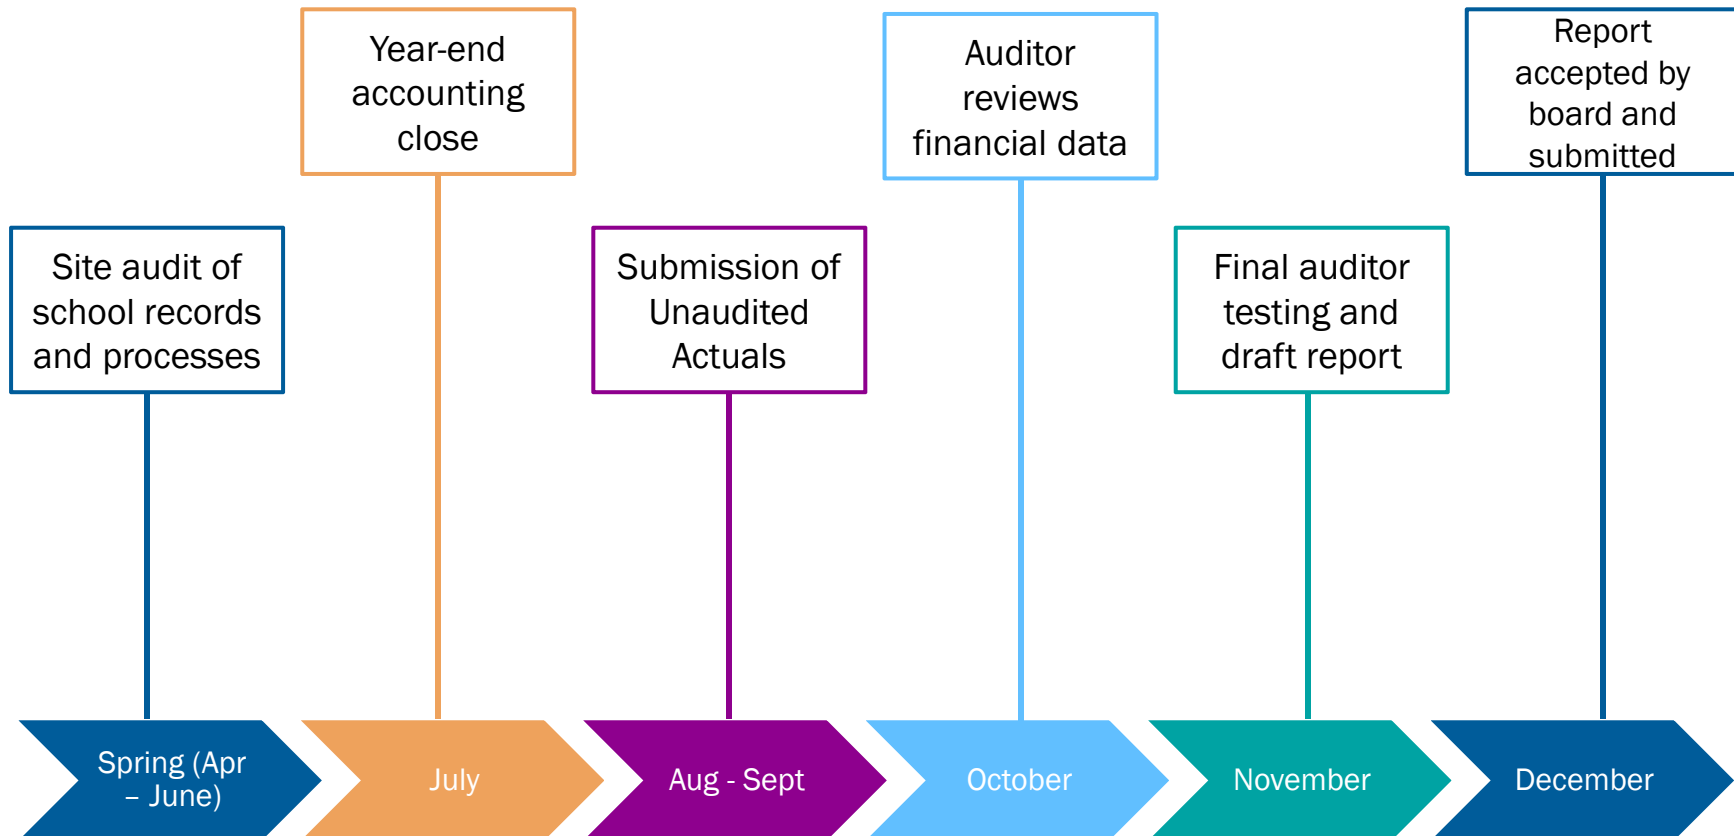 Year-end
accounting
close
Auditor
reviews
financial data
Report
accepted by
board and
submitted
Site audit of
school records
and processes
Submission of
Unaudited
Actuals
Final auditor
testing and
draft report
Spring (Apr
– June)
July
Aug - Sept
October
November
December